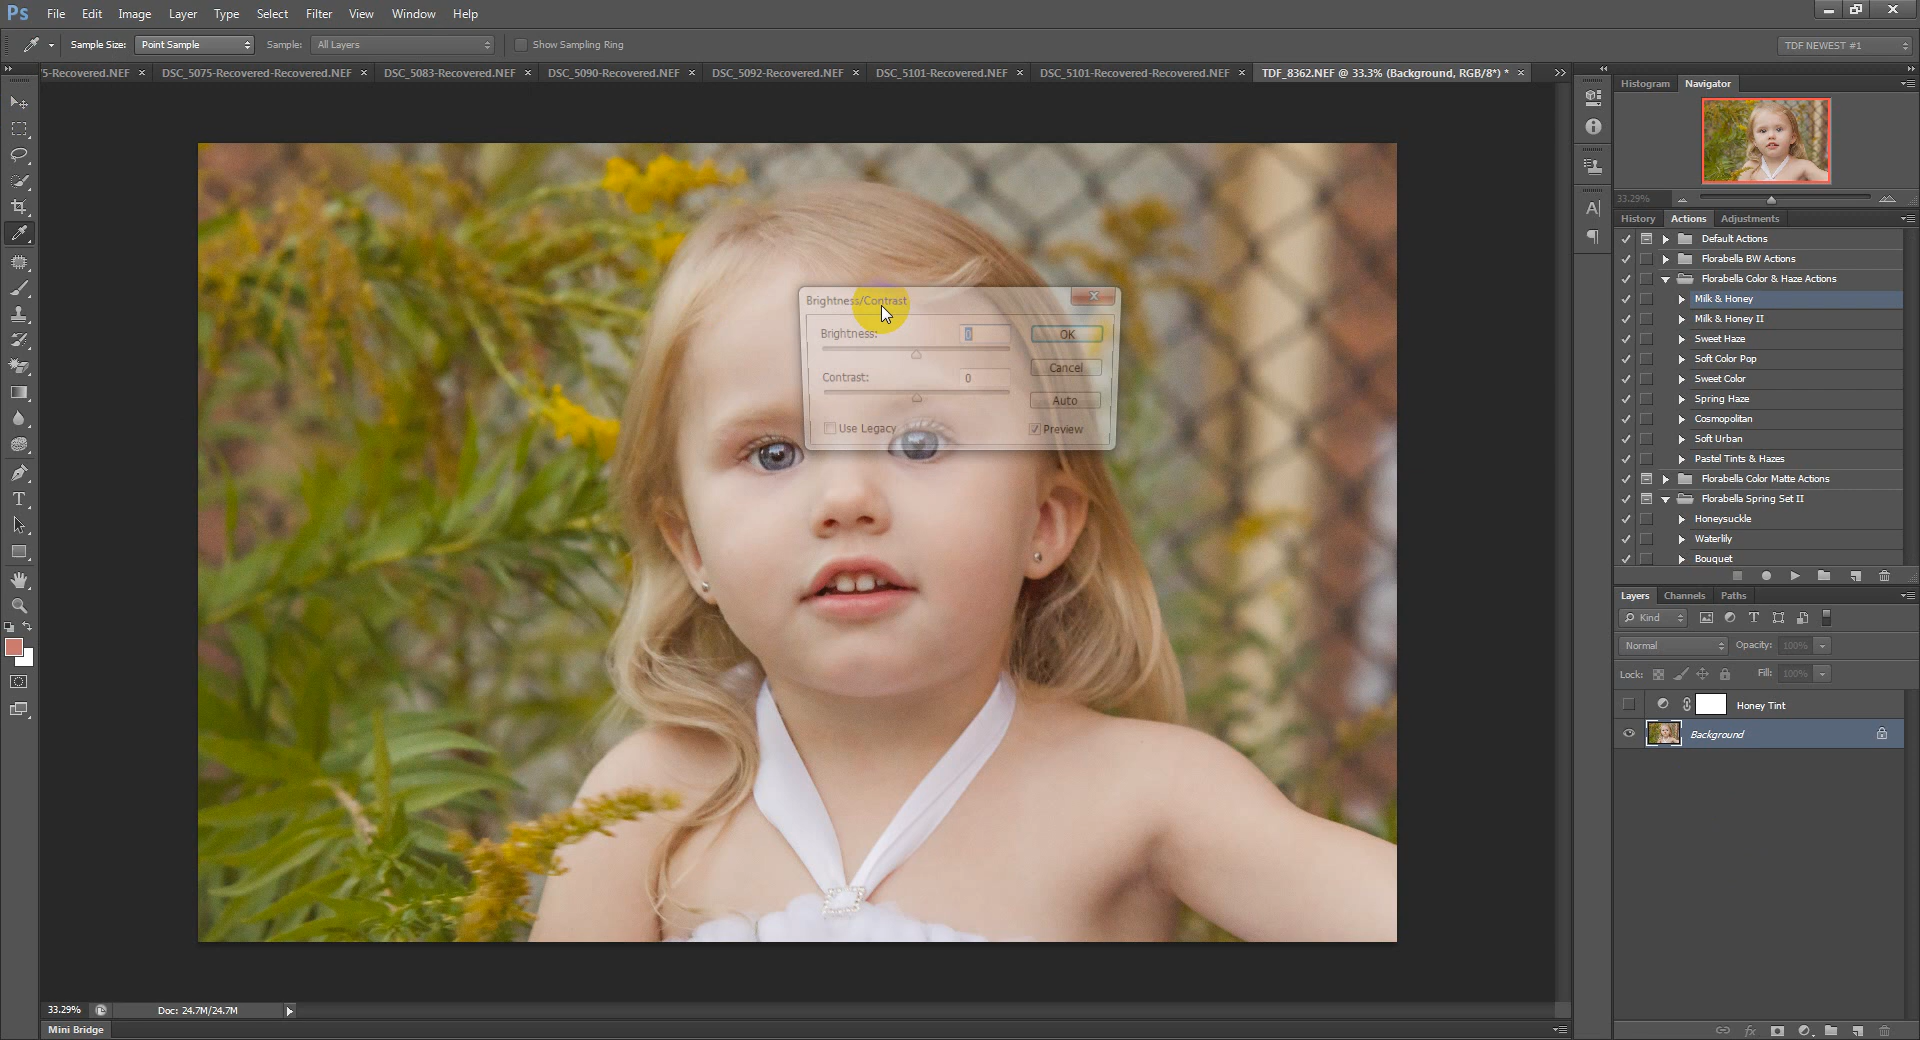 Ps File Edit Image Layer Type Select Filter View Window Help
Sample Size: Point Sample Sample: All Layers Show Sampling Ring TDF NEWEST #1
5-Recovered.NEF × DSC_5075-Recovered-Recovered.NEF × DSC_5083-Recovered.NEF × DSC_5090-Recovered.NEF × DSC_5092-Recovered.NEF × DSC_5101-Recovered.NEF × DSC_5101-Recovered-Recovered.NEF × TDF_8362.NEF @ 33.3% (Background, RGB/8*) * ×
Histogram Navigator
33.29%
History Actions Adjustments
Default Actions
Florabella BW Actions
Florabella Color & Haze Actions
Milk & Honey
Milk & Honey II
Sweet Haze
Soft Color Pop
Sweet Color
Spring Haze
Cosmopolitan
Soft Urban
Pastel Tints & Hazes
Florabella Color Matte Actions
Florabella Spring Set II
Honeysuckle
Waterlily
Bouquet
Brightness/Contrast
Brightness: 0 OK
Cancel
Contrast: 0
Auto
Use Legacy Preview
Layers Channels Paths
Kind
Normal Opacity: 100%
Lock: Fill: 100%
Honey Tint
Background
33.29% Doc: 24.7M/24.7M
Mini Bridge